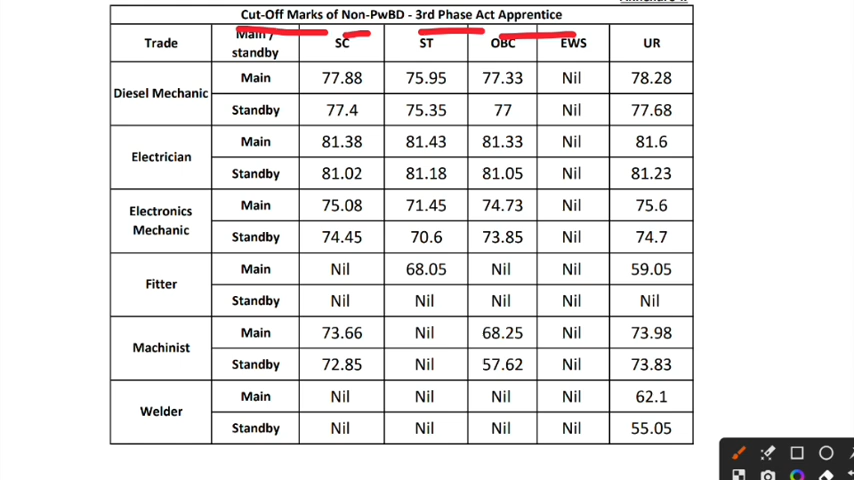 Cut-Off Marks of Non-PwBD - 3rd Phase Act Apprentice
Trade Main / standby SC ST OBC EWS UR
Diesel Mechanic Main 77.88 75.95 77.33 Nil 78.28
Standby 77.4 75.35 77 Nil 77.68
Electrician Main 81.38 81.43 81.33 Nil 81.6
Standby 81.02 81.18 81.05 Nil 81.23
Electronics Mechanic Main 75.08 71.45 74.73 Nil 75.6
Standby 74.45 70.6 73.85 Nil 74.7
Fitter Main Nil 68.05 Nil Nil 59.05
Standby Nil Nil Nil Nil Nil
Machinist Main 73.66 Nil 68.25 Nil 73.98
Standby 72.85 Nil 57.62 Nil 73.83
Welder Main Nil Nil Nil Nil 62.1
Standby Nil Nil Nil Nil 55.05